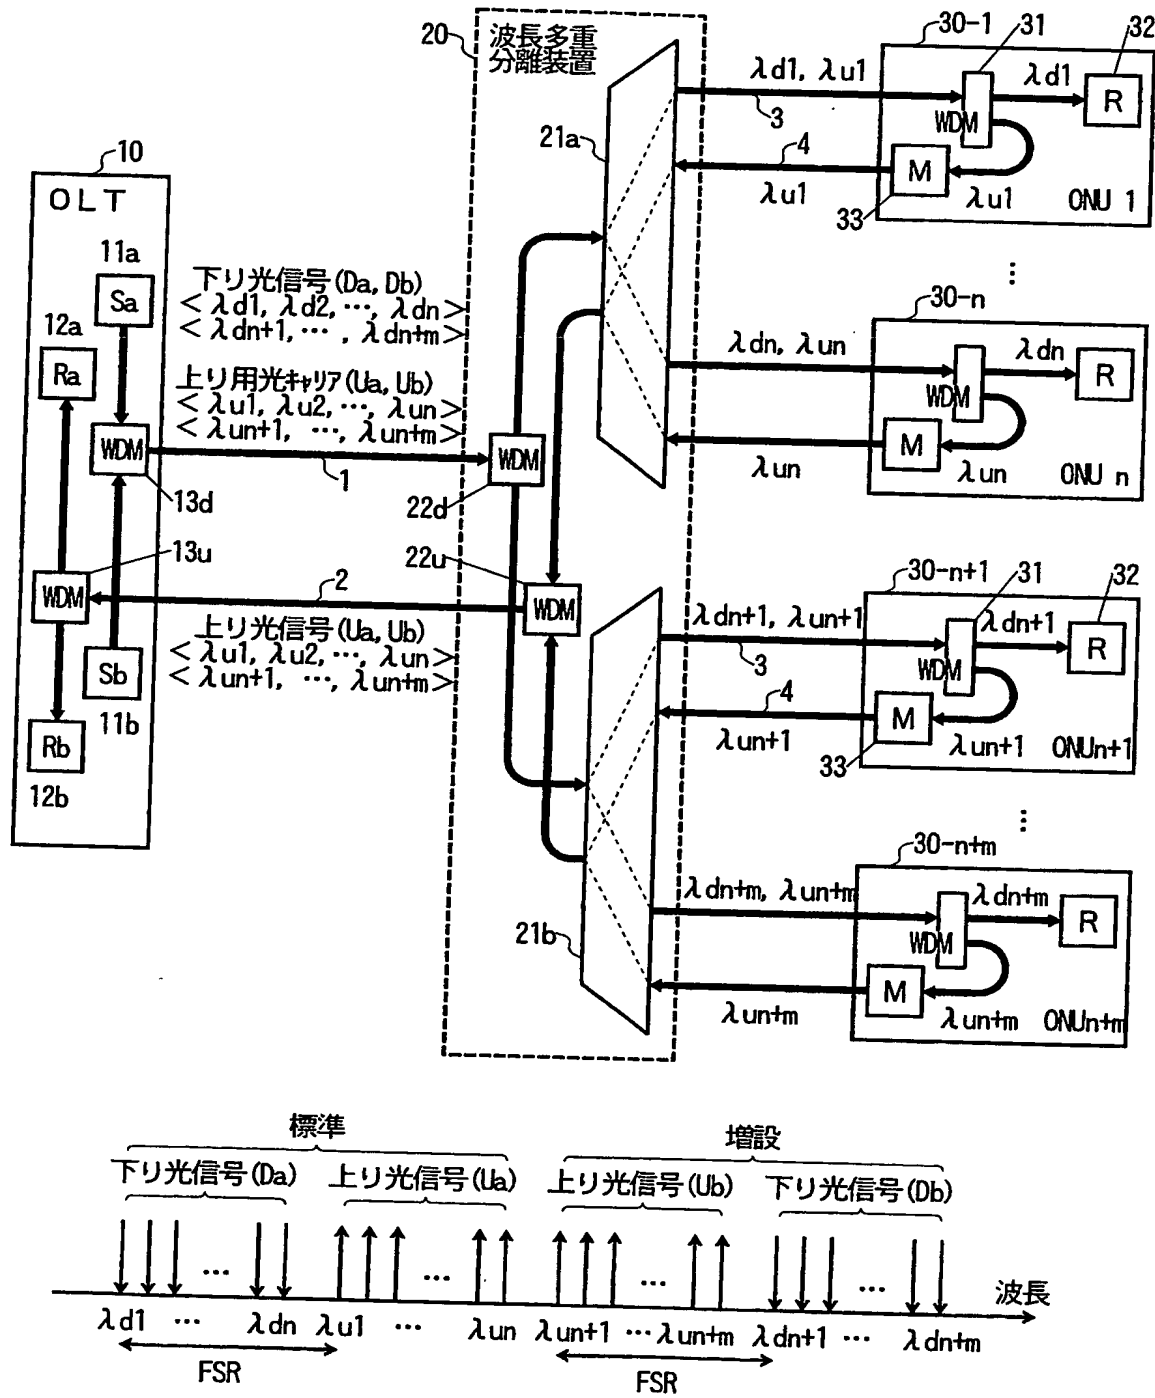 20
波長多重
分離装置
21a
λd1, λu1
3
4
λu1
30-1
31
32
λd1
R
WDM
M
λu1
33
ONU 1
⋮
10
OLT
11a
Sa
12a
Ra
WDM
13d
13u
WDM
Sb
11b
Rb
12b
下り光信号(Da, Db)
< λd1, λd2, ···, λdn >
< λdn+1, ··· , λdn+m >
上り用光キャリア(Ua, Ub)
< λu1, λu2, ···, λun >
< λun+1, ···, λun+m >
1
WDM
22d
22u
WDM
2
上り光信号(Ua, Ub)
< λu1, λu2, ···, λun >
< λun+1, ···, λun+m >
λdn, λun
λun
30-n
λdn
R
WDM
M
λun
ONU n
λdn+1, λun+1
3
4
λun+1
30-n+1
31
32
λdn+1
R
WDM
M
λun+1
33
ONUn+1
⋮
21b
λdn+m, λun+m
λun+m
30-n+m
λdn+m
R
WDM
M
λun+m
ONUn+m
標準
増設
下り光信号(Da)
上り光信号(Ua)
上り光信号(Ub)
下り光信号(Db)
··· ··· ··· ···
波長
λd1 ··· λdn λu1 ··· λun λun+1 ··· λun+m λdn+1 ··· λdn+m
FSR
FSR